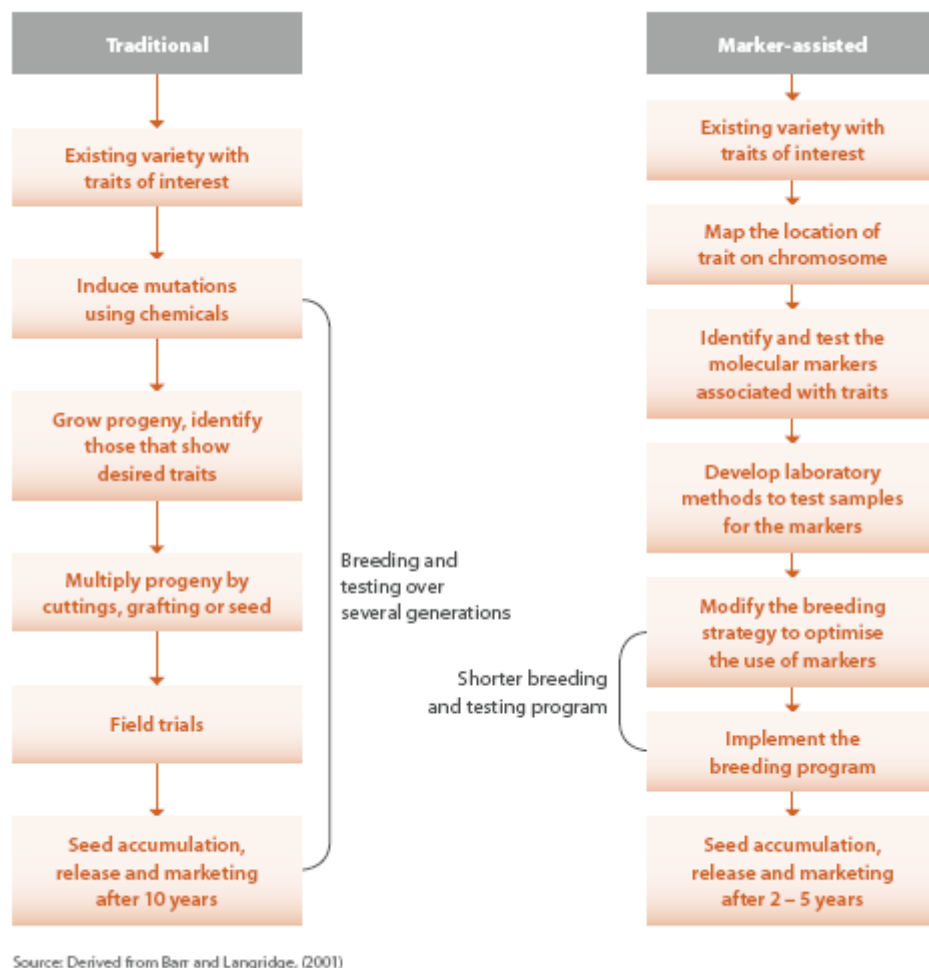 Traditional
Existing variety with
traits of interest
Induce mutations
using chemicals
Grow progeny, identify
those that show
desired traits
Multiply progeny by
cuttings, grafting or seed
Field trials
Seed accumulation,
release and marketing
after 10 years
Breeding and
testing over
several generations
Marker-assisted
Existing variety with
traits of interest
Map the location of
trait on chromosome
Identify and test the
molecular markers
associated with traits
Develop laboratory
methods to test samples
for the markers
Modify the breeding
strategy to optimise
the use of markers
Implement the
breeding program
Seed accumulation,
release and marketing
after 2 – 5 years
Shorter breeding
and testing program
Source: Derived from Barr and Langridge, (2001)